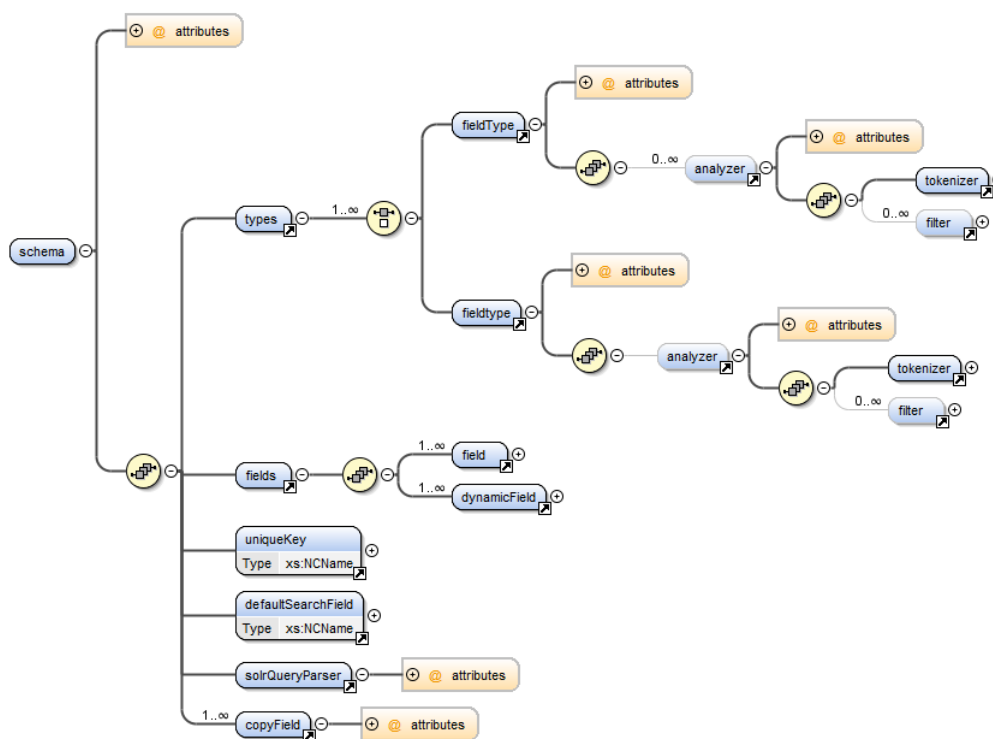 @ attributes
@ attributes
fieldType
@ attributes
0..∞
analyzer
tokenizer
0..∞
filter
1..∞
types
schema
@ attributes
fieldtype
@ attributes
analyzer
tokenizer
0..∞
filter
1..∞
field
fields
1..∞
dynamicField
uniqueKey
Type xs:NCName
defaultSearchField
Type xs:NCName
solrQueryParser
@ attributes
1..∞
copyField
@ attributes